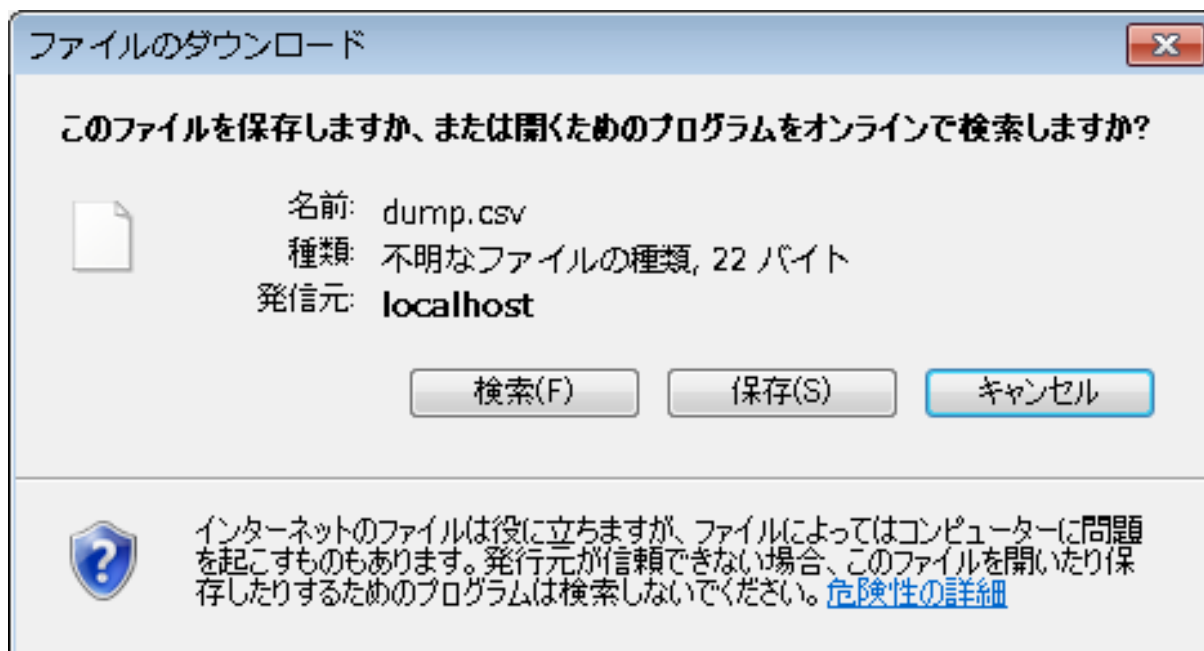 ファイルのダウンロード
このファイルを保存しますか、または開くためのプログラムをオンラインで検索しますか?
名前: dump.csv
種類: 不明なファイルの種類, 22 バイト
発信元: localhost
検索(F) 保存(S) キャンセル
インターネットのファイルは役に立ちますが、ファイルによってはコンピューターに問題
を起こすものもあります。発行元が信頼できない場合、このファイルを開いたり保
存したりするためのプログラムは検索しないでください。危険性の詳細